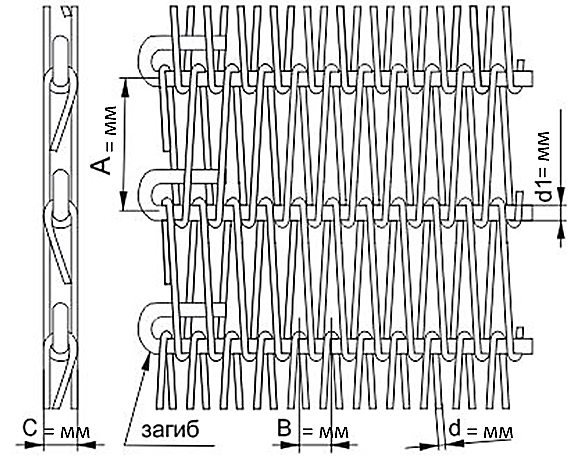 A = мм
d1= мм
C = мм
загиб
B = мм
d = мм